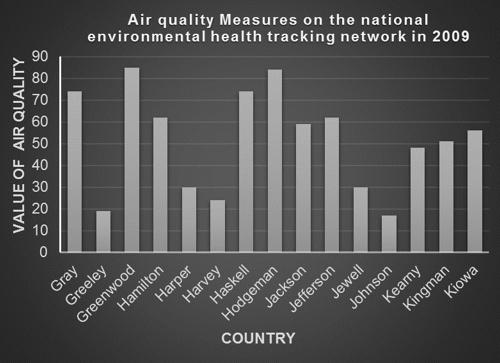 Air quality Measures on the national
environmental health tracking network in 2009
VALUE OF AIR QUALITY
90
80
70
60
50
40
30
20
10
0
Gray
Greeley
Greenwood
Hamilton
Harper
Harvey
Haskell
Hodgeman
Jackson
Jefferson
Jewell
Johnson
Kearny
Kingman
Kiowa
COUNTRY